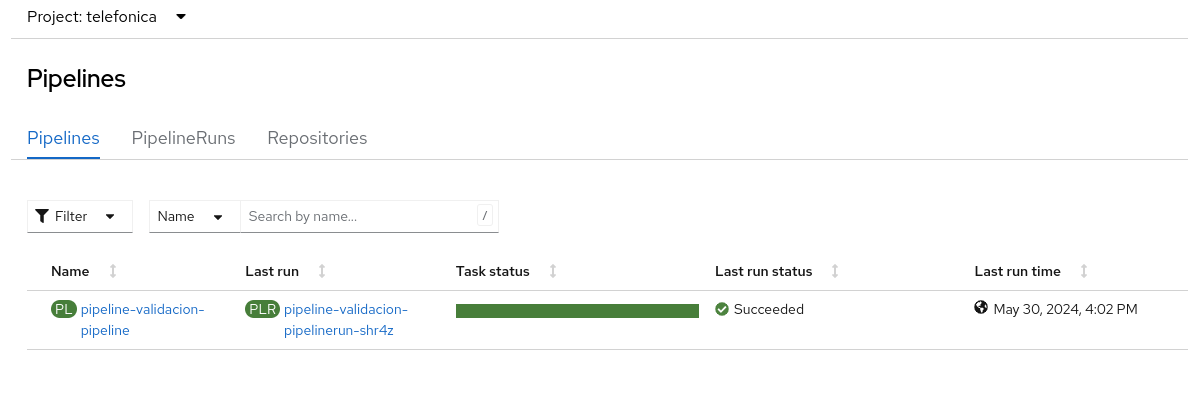 Project: telefonica
Pipelines
Pipelines PipelineRuns Repositories
Filter Name Search by name... /
Name Last run Task status Last run status Last run time
PL pipeline-validacion- PLR pipeline-validacion- Succeeded May 30, 2024, 4:02 PM
pipeline pipelinerun-shr4z